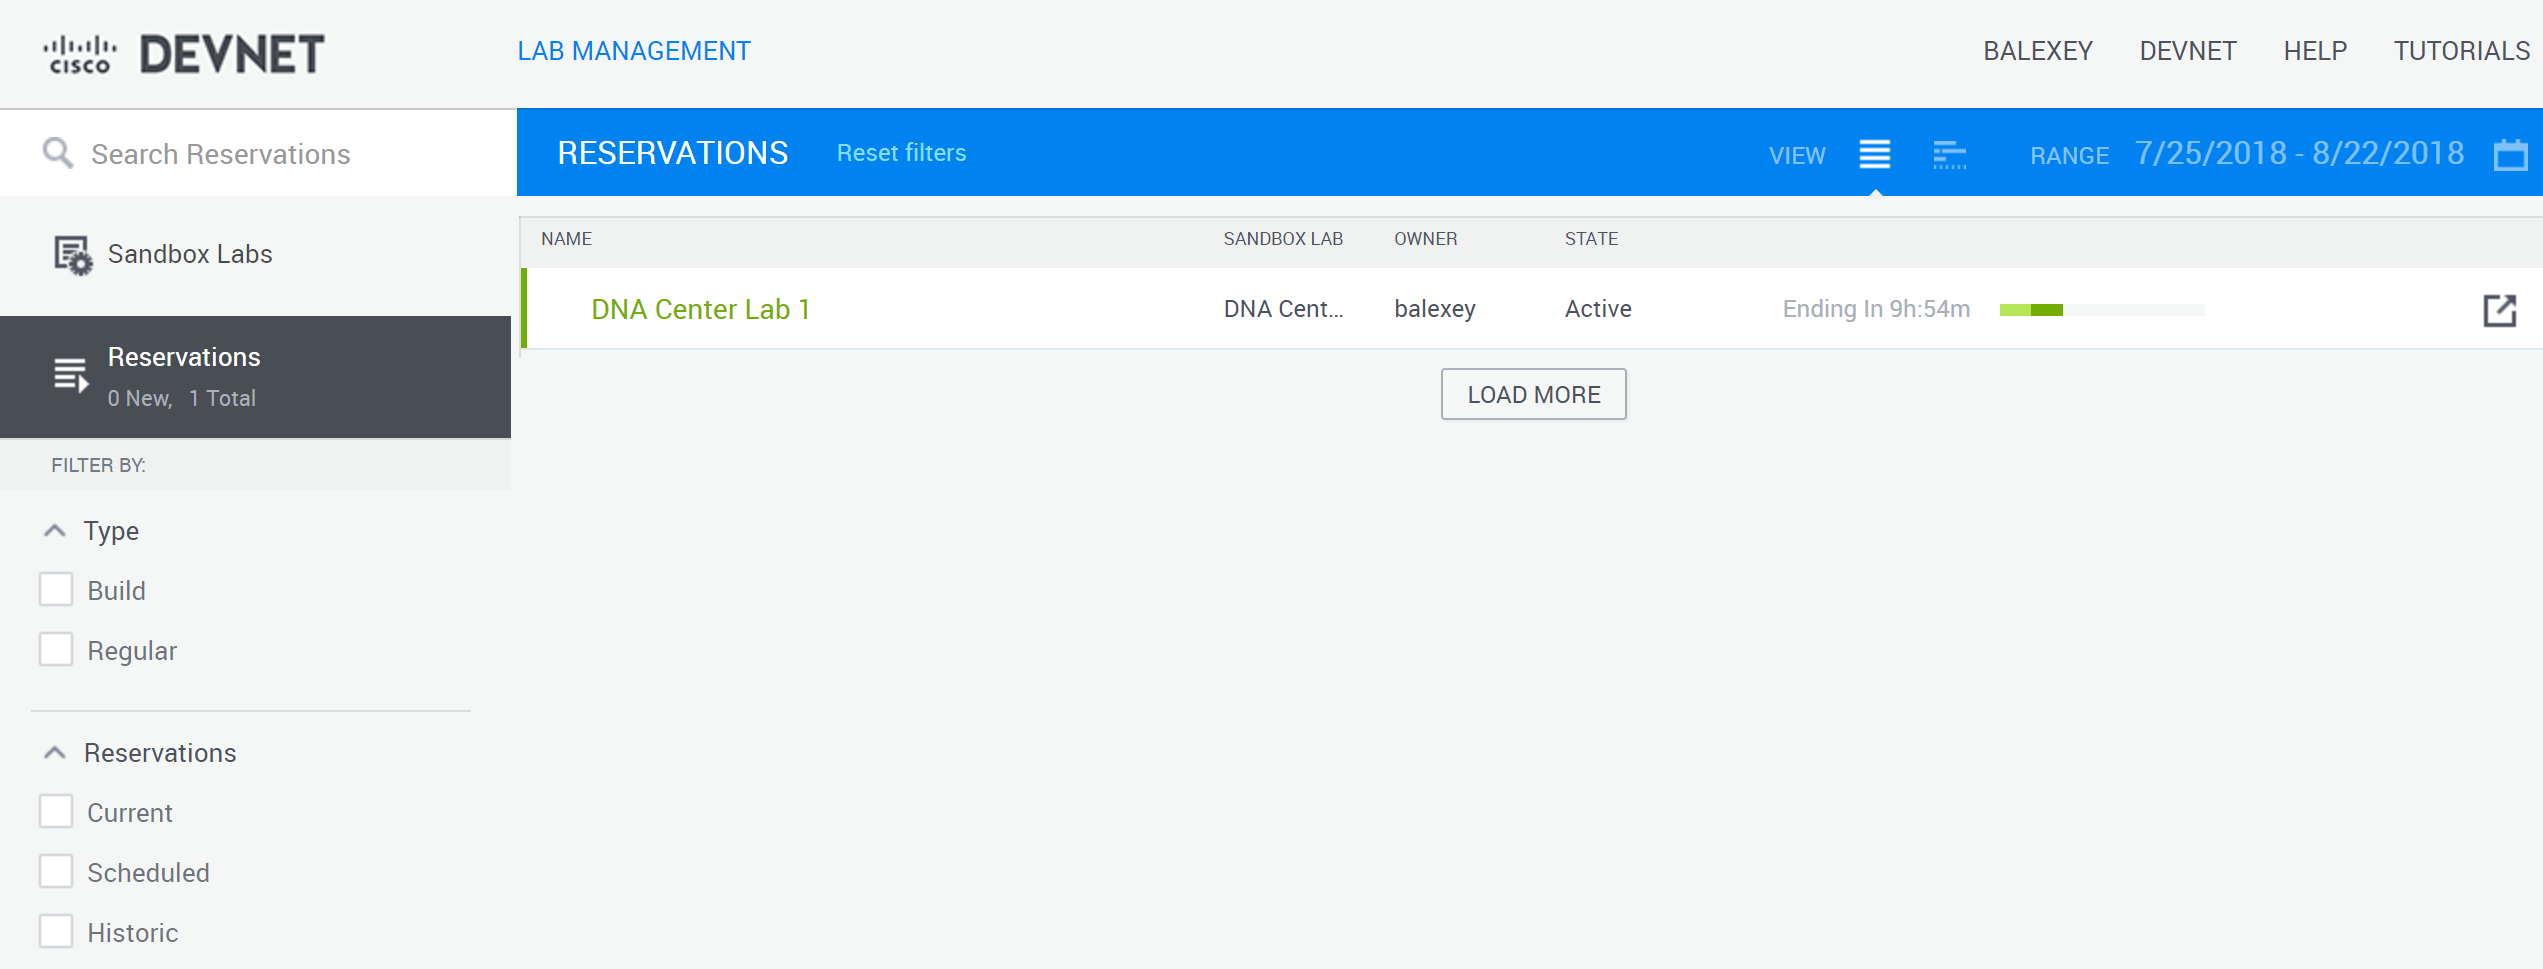 CISCO DEVNET
LAB MANAGEMENT
BALEXEY DEVNET HELP TUTORIALS
Search Reservations
RESERVATIONS Reset filters VIEW RANGE 7/25/2018 - 8/22/2018
Sandbox Labs
Reservations
0 New, 1 Total
FILTER BY:
Type
Build
Regular
Reservations
Current
Scheduled
Historic
NAME SANDBOX LAB OWNER STATE
DNA Center Lab 1 DNA Cent... balexey Active Ending In 9h:54m
LOAD MORE